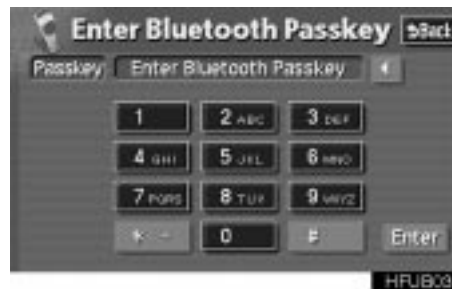 Enter Bluetooth Passkey Back
Passkey Enter Bluetooth Passkey
1 2 ABC 3 DEF
4 GHI 5 JKL 6 MNO
7 PQRS 8 TUV 9 WXYZ
* 0 # Enter